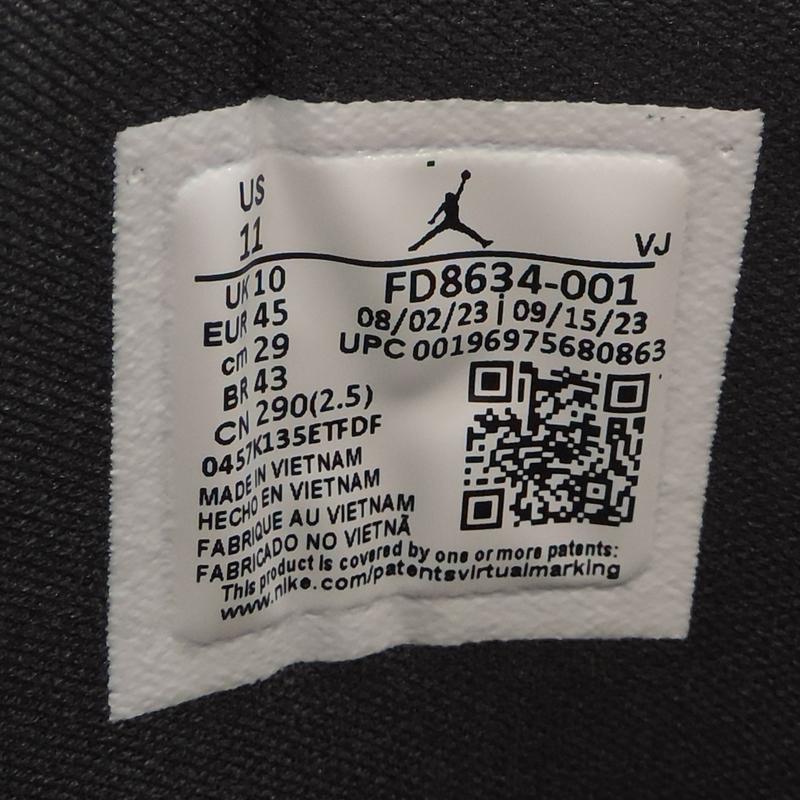 US
11
VJ
UK 10
FD8634-001
EUR 45
08/02/23 | 09/15/23
cm 29
UPC 00196975680863
BR 43
CN 290(2.5)
0457K135ETFDF
MADE IN VIETNAM
HECHO EN VIETNAM
FABRIQUE AU VIETNAM
FABRICADO NO VIETNÃ
This product is covered by one or more patents:
www.nike.com/patentsvirtualmarking